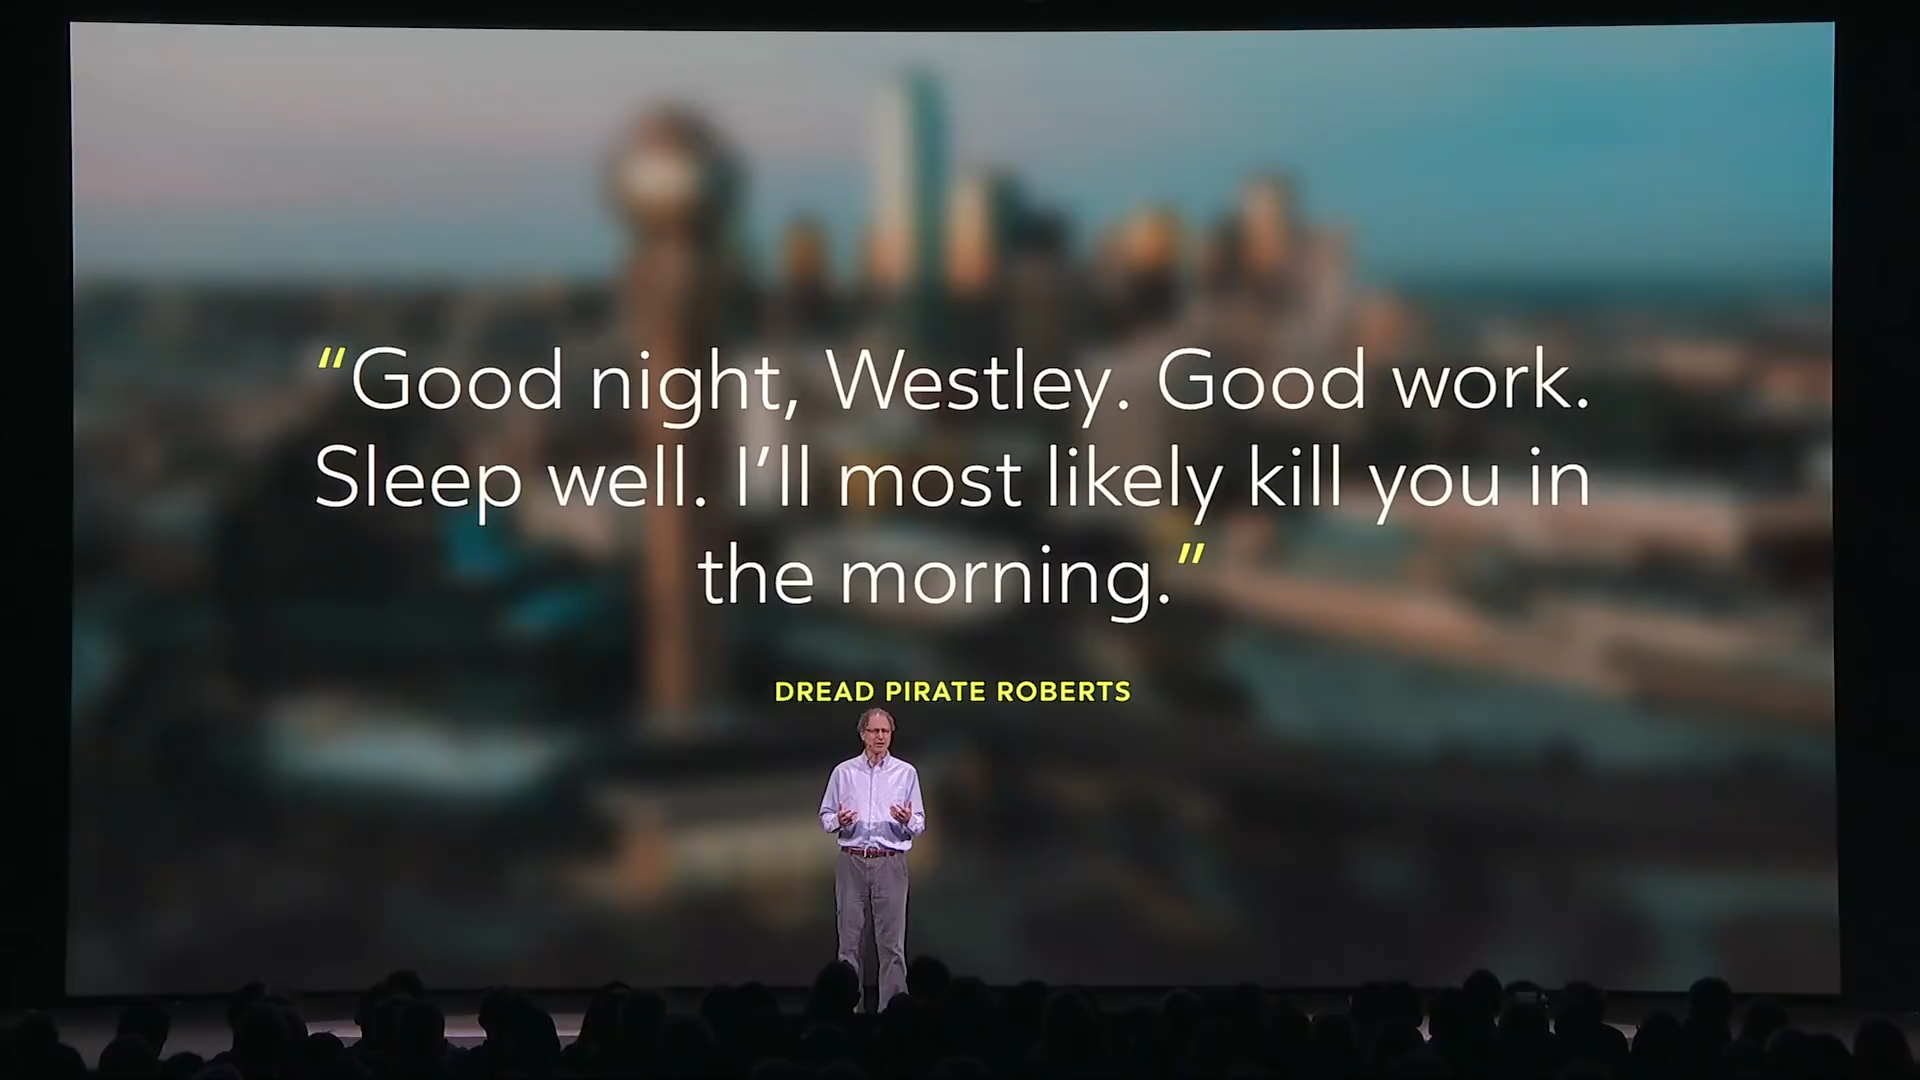 “Good night, Westley. Good work.
Sleep well. I’ll most likely kill you in
the morning.”
DREAD PIRATE ROBERTS